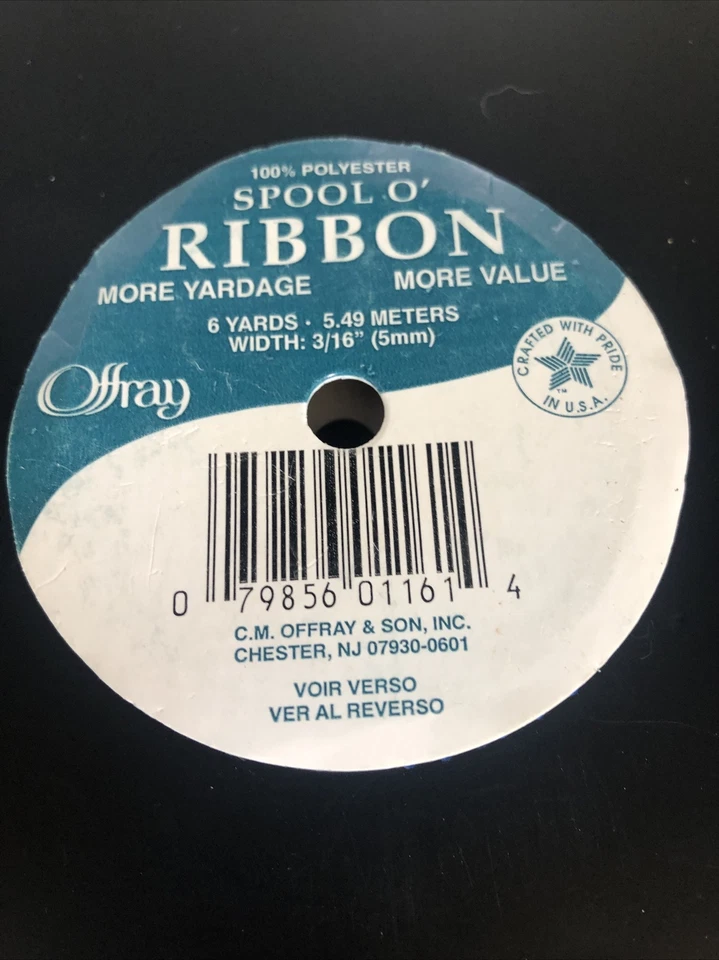 100% POLYESTER
SPOOL O'
RIBBON
MORE YARDAGE MORE VALUE
6 YARDS · 5.49 METERS
WIDTH: 3/16" (5mm)
Offray
CRAFTED WITH PRIDE
IN U.S.A.
TM
0 79856 01161 4
C.M. OFFRAY & SON, INC.
CHESTER, NJ 07930-0601
VOIR VERSO
VER AL REVERSO